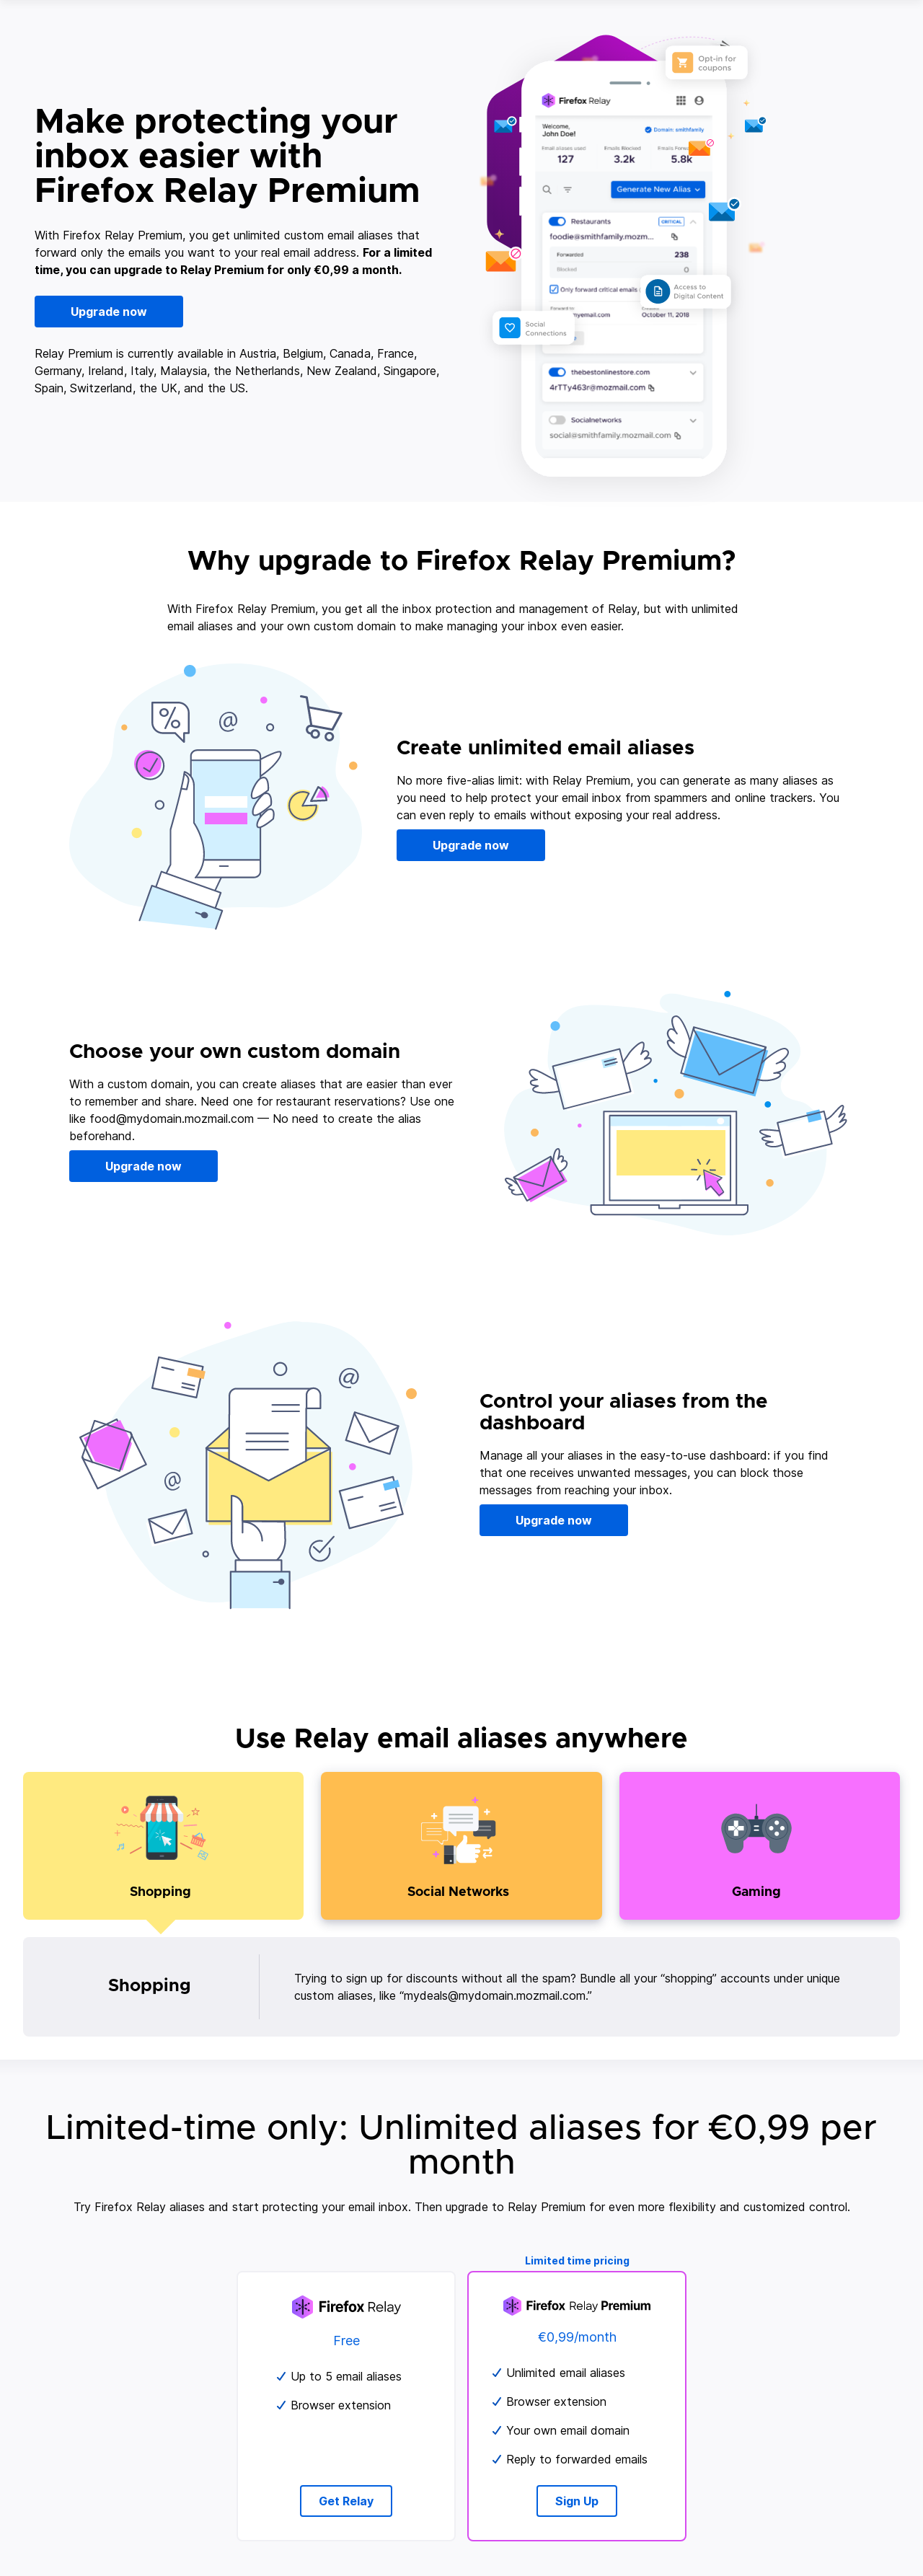 Make protecting your
inbox easier with
Firefox Relay Premium
With Firefox Relay Premium, you get unlimited custom email aliases that
forward only the emails you want to your real email address. For a limited
time, you can upgrade to Relay Premium for only €0,99 a month.
Upgrade now
Relay Premium is currently available in Austria, Belgium, Canada, France,
Germany, Ireland, Italy, Malaysia, the Netherlands, New Zealand, Singapore,
Spain, Switzerland, the UK, and the US.
Opt-in for
coupons
Firefox Relay
Welcome,
John Doe!
Domain: smithfamily
Email aliases used
Emails Blocked
Emails Forw
127
3.2k
5.8k
Generate New Alias
Restaurants
CRITICAL
foodie@smithfamily.mozm...
Forwarded
238
Blocked
0
Only forward critical emails
Access to
Digital Content
October 11, 2018
Social
Connections
thebestonlinestore.com
4rTTy463r@mozmail.com
Socialnetworks
social@smithfamily.mozmail.com
Why upgrade to Firefox Relay Premium?
With Firefox Relay Premium, you get all the inbox protection and management of Relay, but with unlimited
email aliases and your own custom domain to make managing your inbox even easier.
Create unlimited email aliases
No more five-alias limit: with Relay Premium, you can generate as many aliases as
you need to help protect your email inbox from spammers and online trackers. You
can even reply to emails without exposing your real address.
Upgrade now
Choose your own custom domain
With a custom domain, you can create aliases that are easier than ever
to remember and share. Need one for restaurant reservations? Use one
like food@mydomain.mozmail.com — No need to create the alias
beforehand.
Upgrade now
Control your aliases from the
dashboard
Manage all your aliases in the easy-to-use dashboard: if you find
that one receives unwanted messages, you can block those
messages from reaching your inbox.
Upgrade now
Use Relay email aliases anywhere
Shopping
Social Networks
Gaming
Shopping
Trying to sign up for discounts without all the spam? Bundle all your “shopping” accounts under unique
custom aliases, like “mydeals@mydomain.mozmail.com.”
Limited-time only: Unlimited aliases for €0,99 per
month
Try Firefox Relay aliases and start protecting your email inbox. Then upgrade to Relay Premium for even more flexibility and customized control.
Firefox Relay
Free
Up to 5 email aliases
Browser extension
Get Relay
Limited time pricing
Firefox Relay Premium
€0,99/month
Unlimited email aliases
Browser extension
Your own email domain
Reply to forwarded emails
Sign Up